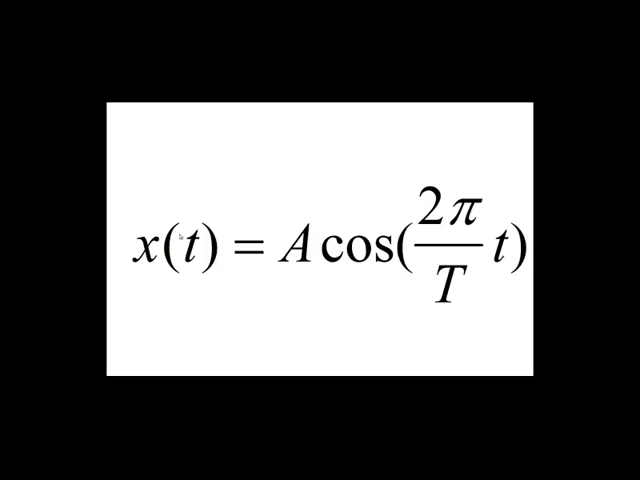 x(t) = A cos(2π/T t)